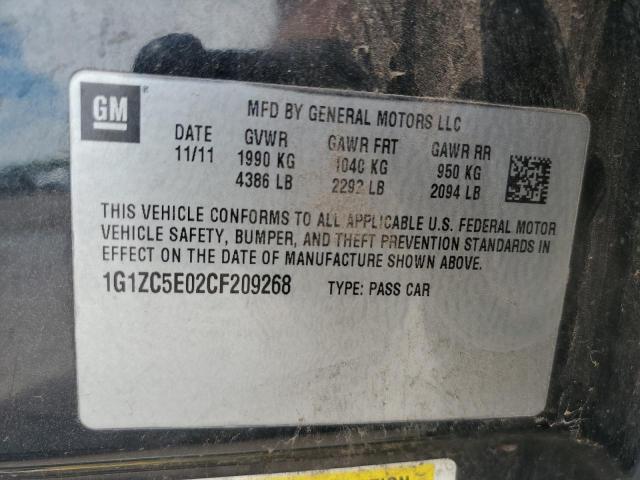 GM
MFD BY GENERAL MOTORS LLC
DATE GVWR GAWR FRT GAWR RR
11/11 1990 KG 1040 KG 950 KG
4386 LB 2292 LB 2094 LB
THIS VEHICLE CONFORMS TO ALL APPLICABLE U.S. FEDERAL MOTOR
VEHICLE SAFETY, BUMPER, AND THEFT PREVENTION STANDARDS IN
EFFECT ON THE DATE OF MANUFACTURE SHOWN ABOVE.
1G1ZC5E02CF209268 TYPE: PASS CAR